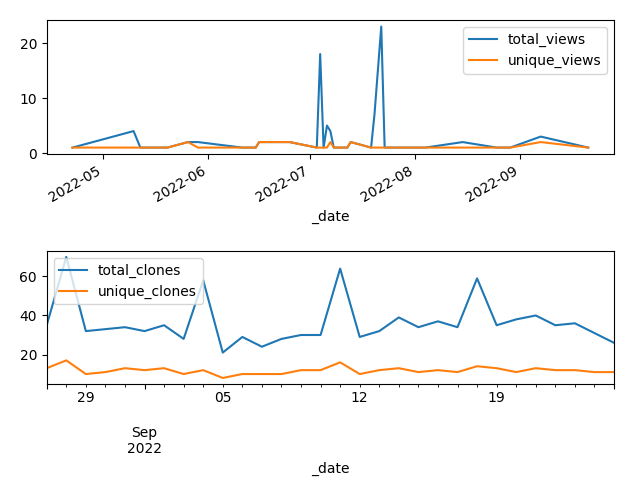 20
10
0
total_views
unique_views
2022-05
2022-06
2022-07
2022-08
2022-09
_date
60
40
20
total_clones
unique_clones
29
05
12
19
Sep
2022
_date